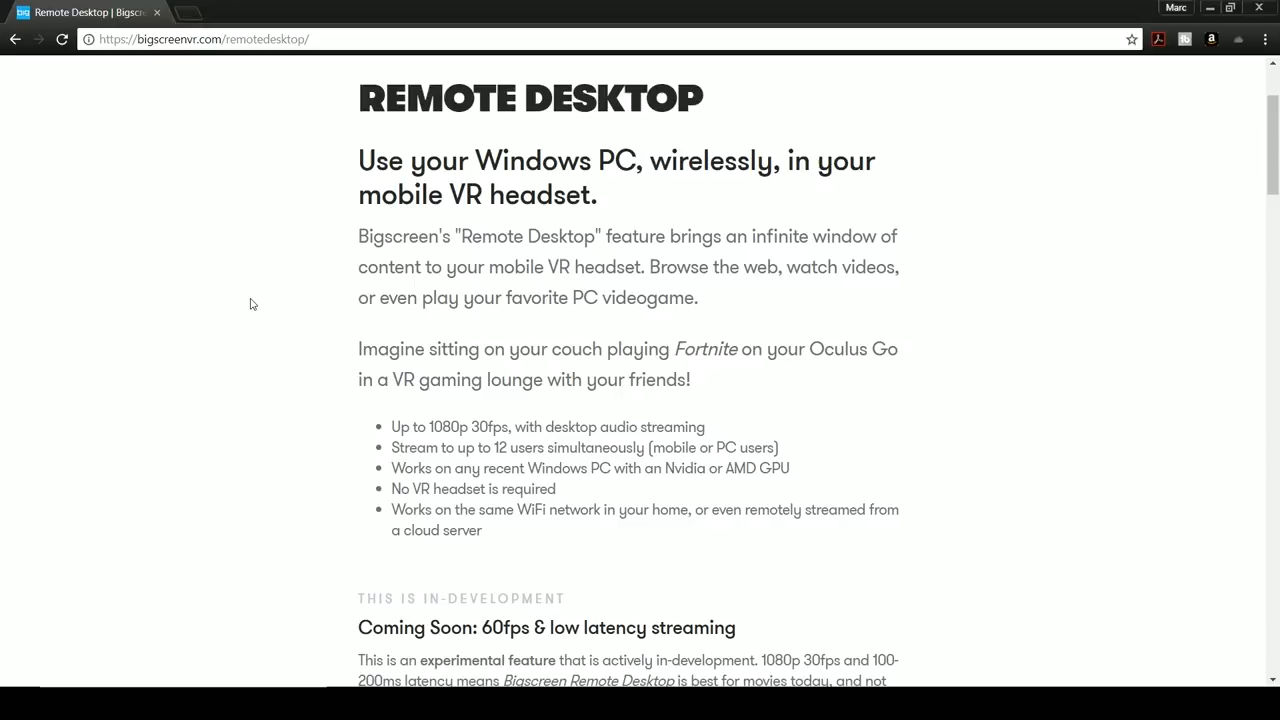 Remote Desktop | Bigscre
Marc
https://bigscreenvr.com/remotedesktop/
REMOTE DESKTOP
Use your Windows PC, wirelessly, in your
mobile VR headset.
Bigscreen's "Remote Desktop" feature brings an infinite window of
content to your mobile VR headset. Browse the web, watch videos,
or even play your favorite PC videogame.
Imagine sitting on your couch playing Fortnite on your Oculus Go
in a VR gaming lounge with your friends!
• Up to 1080p 30fps, with desktop audio streaming
• Stream to up to 12 users simultaneously (mobile or PC users)
• Works on any recent Windows PC with an Nvidia or AMD GPU
• No VR headset is required
• Works on the same WiFi network in your home, or even remotely streamed from
a cloud server
THIS IS IN-DEVELOPMENT
Coming Soon: 60fps & low latency streaming
This is an experimental feature that is actively in-development. 1080p 30fps and 100-
200ms latency means Bigscreen Remote Desktop is best for movies today, and not